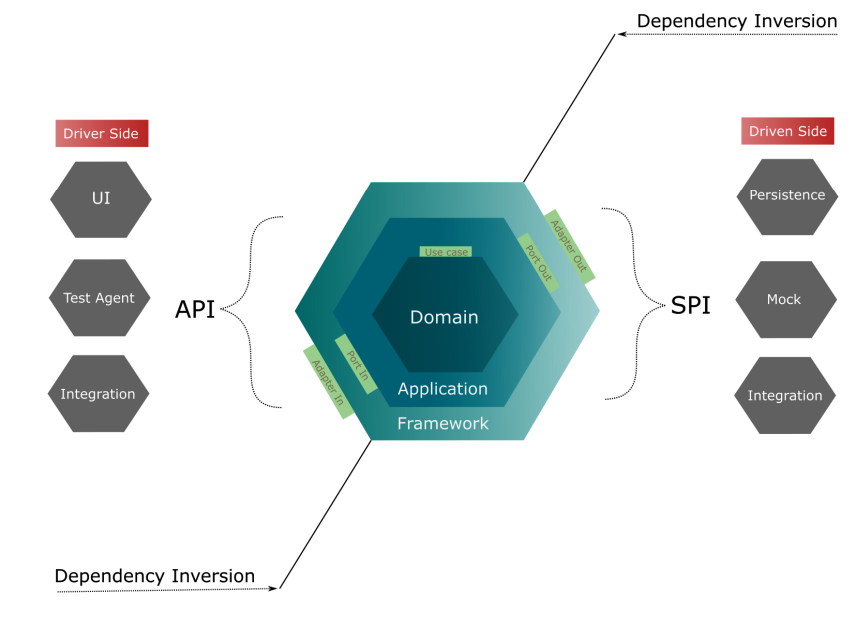 Dependency Inversion
Driver Side
UI
Test Agent
Integration
API
Use case
Domain
Application
Framework
Port In
Adapter In
Port Out
Adapter Out
SPI
Driven Side
Persistence
Mock
Integration
Dependency Inversion